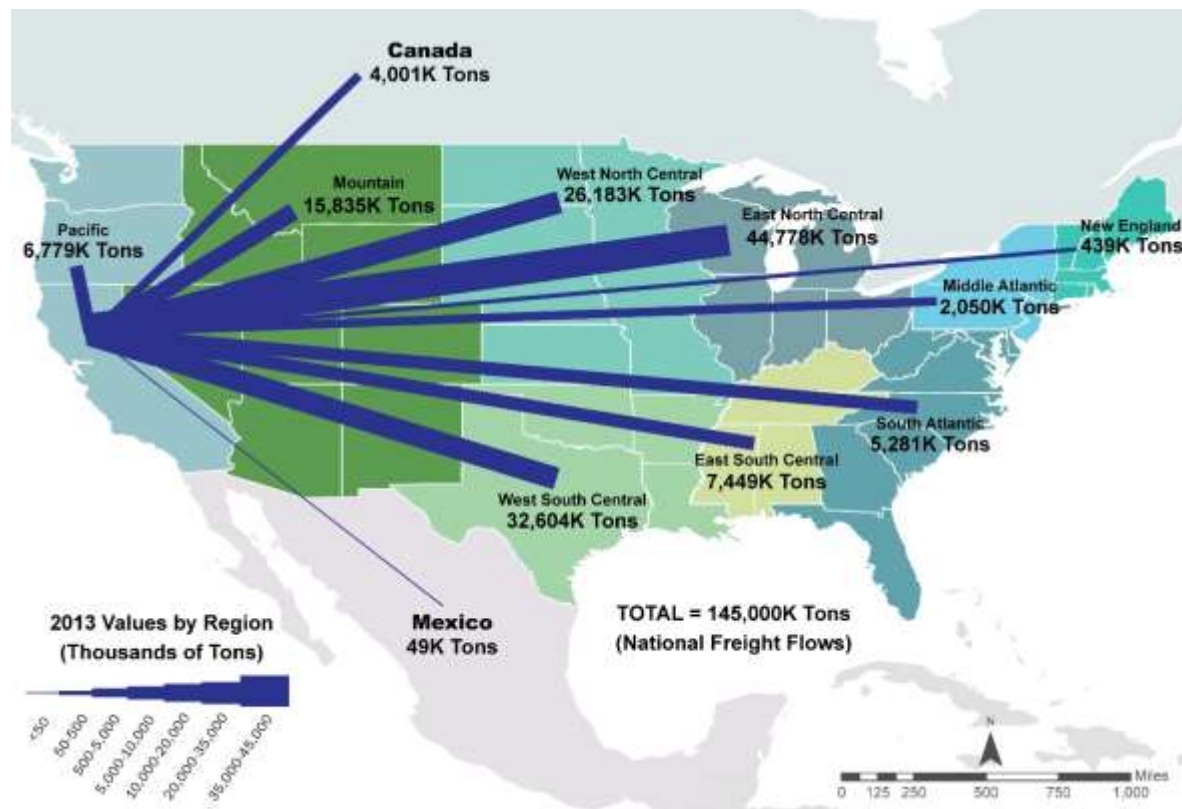 Canada
4,001K Tons
Mountain
15,835K Tons
West North Central
26,183K Tons
Pacific
6,779K Tons
East North Central
44,778K Tons
New England
439K Tons
Middle Atlantic
2,050K Tons
South Atlantic
5,281K Tons
East South Central
7,449K Tons
West South Central
32,604K Tons
Mexico
49K Tons
TOTAL = 145,000K Tons
(National Freight Flows)
2013 Values by Region
(Thousands of Tons)
<50
50-500
500-5,000
5,000-10,000
10,000-20,000
20,000-35,000
35,000-45,000
N
Miles
0 125 250 500 750 1,000